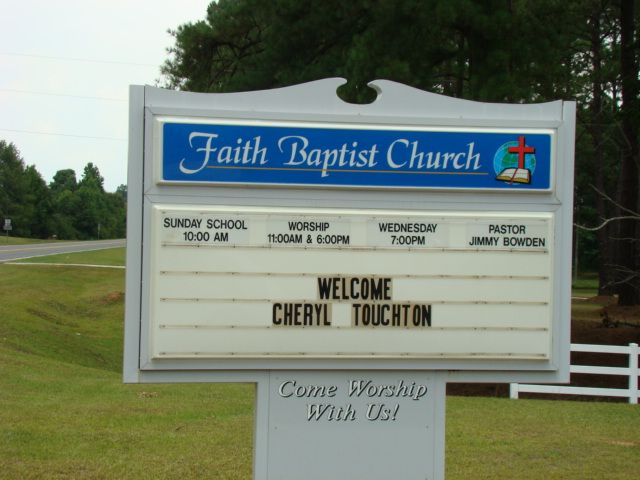 Faith Baptist Church
SUNDAY SCHOOL WORSHIP WEDNESDAY PASTOR
10:00 AM 11:00AM & 6:00PM 7:00PM JIMMY BOWDEN
WELCOME
CHERYL TOUCHTON
Come Worship
With Us!